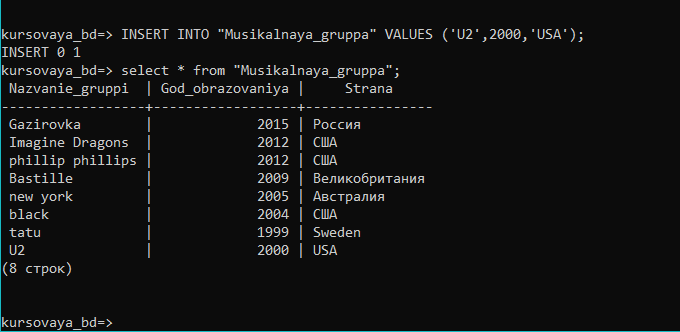 kursovaya_bd=> INSERT INTO "Musikalnaya_gruppa" VALUES ('U2',2000,'USA');
INSERT 0 1
kursovaya_bd=> select * from "Musikalnaya_gruppa";
 Nazvanie_gruppi  | God_obrazovaniya |     Strana
------------------+------------------+----------------
 Gazirovka        |             2015 | Россия
 Imagine Dragons  |             2012 | США
 phillip phillips |             2012 | США
 Bastille         |             2009 | Великобритания
 new york         |             2005 | Австралия
 black            |             2004 | США
 tatu             |             1999 | Sweden
 U2               |             2000 | USA
(8 строк)
kursovaya_bd=>